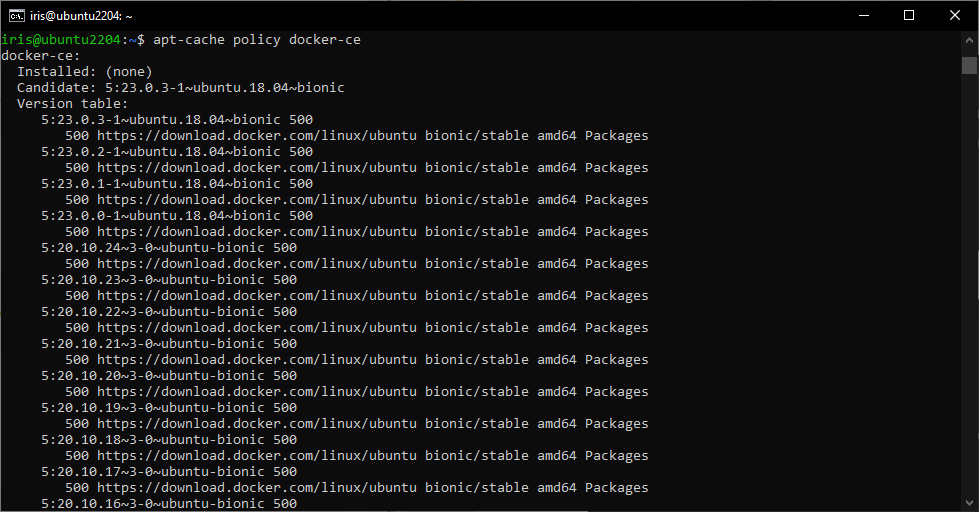 iris@ubuntu2204: ~
iris@ubuntu2204:~$ apt-cache policy docker-ce
docker-ce:
  Installed: (none)
  Candidate: 5:23.0.3-1~ubuntu.18.04~bionic
  Version table:
     5:23.0.3-1~ubuntu.18.04~bionic 500
        500 https://download.docker.com/linux/ubuntu bionic/stable amd64 Packages
     5:23.0.2-1~ubuntu.18.04~bionic 500
        500 https://download.docker.com/linux/ubuntu bionic/stable amd64 Packages
     5:23.0.1-1~ubuntu.18.04~bionic 500
        500 https://download.docker.com/linux/ubuntu bionic/stable amd64 Packages
     5:23.0.0-1~ubuntu.18.04~bionic 500
        500 https://download.docker.com/linux/ubuntu bionic/stable amd64 Packages
     5:20.10.24~3-0~ubuntu-bionic 500
        500 https://download.docker.com/linux/ubuntu bionic/stable amd64 Packages
     5:20.10.23~3-0~ubuntu-bionic 500
        500 https://download.docker.com/linux/ubuntu bionic/stable amd64 Packages
     5:20.10.22~3-0~ubuntu-bionic 500
        500 https://download.docker.com/linux/ubuntu bionic/stable amd64 Packages
     5:20.10.21~3-0~ubuntu-bionic 500
        500 https://download.docker.com/linux/ubuntu bionic/stable amd64 Packages
     5:20.10.20~3-0~ubuntu-bionic 500
        500 https://download.docker.com/linux/ubuntu bionic/stable amd64 Packages
     5:20.10.19~3-0~ubuntu-bionic 500
        500 https://download.docker.com/linux/ubuntu bionic/stable amd64 Packages
     5:20.10.18~3-0~ubuntu-bionic 500
        500 https://download.docker.com/linux/ubuntu bionic/stable amd64 Packages
     5:20.10.17~3-0~ubuntu-bionic 500
        500 https://download.docker.com/linux/ubuntu bionic/stable amd64 Packages
     5:20.10.16~3-0~ubuntu-bionic 500